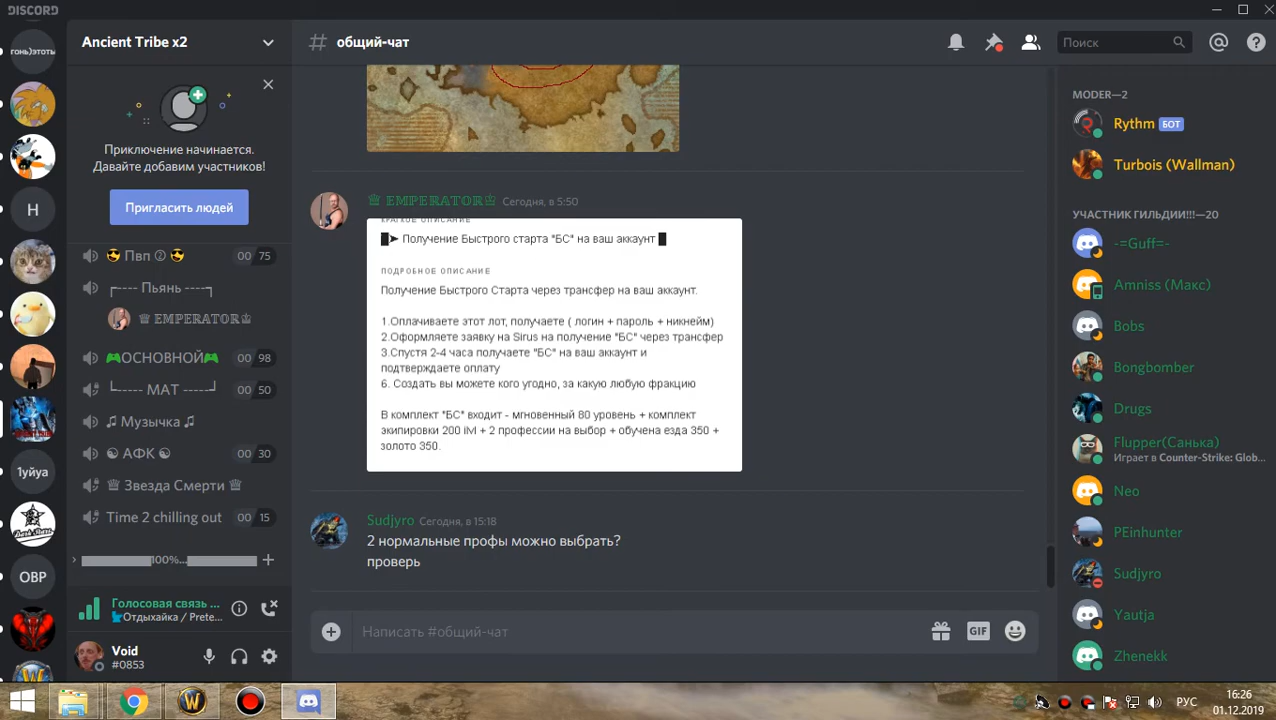 DISCORD
гонь)этоть
Н
1уйуа
ОВР
Ancient Tribe x2
Приключение начинается.
Давайте добавим участников!
Пригласить людей
Пвп ② 00 75
┌---- Пьянь ----┐
♕ 𝔼𝕄ℙ𝔼ℝ𝔸𝕋𝕆ℝ♔
ОСНОВНОЙ 00 98
└----- МАТ -----┘ 00 50
♫ Музычка ♫
☯ АФК ☯ 00 30
♕ Звезда Смерти ♕
Time 2 chilling out 00 15
100%...
Голосовая связь ...
Отдыхайка / Prete...
Void
#0853
# общий-чат
Поиск
♕ 𝔼𝕄ℙ𝔼ℝ𝔸𝕋𝕆ℝ♔ Сегодня, в 5:50
КРАТКОЕ ОПИСАНИЕ
█➤ Получение Быстрого старта "БС" на ваш аккаунт █
ПОДРОБНОЕ ОПИСАНИЕ
Получение Быстрого Старта через трансфер на ваш аккаунт.
1.Оплачиваете этот лот, получаете ( логин + пароль + никнейм)
2.Оформляете заявку на Sirus на получение "БС" через трансфер
3.Спустя 2-4 часа получаете "БС" на ваш аккаунт и
подтверждаете оплату
6. Создать вы можете кого угодно, за какую любую фракцию
В комплект "БС" входит - мгновенный 80 уровень + комплект
экипировки 200 ilvl + 2 профессии на выбор + обучена езда 350 +
золото 350.
Sudjyro Сегодня, в 15:18
2 нормальные профы можно выбрать?
проверь
Написать #общий-чат
GIF
MODER—2
Rythm БОТ
Turbois (Wallman)
УЧАСТНИК ГИЛЬДИИ!!!—20
-=Guff=-
Amniss (Макс)
Bobs
Bongbomber
Drugs
Flupper(Санька)
Играет в Counter-Strike: Glob...
Neo
PEinhunter
Sudjyro
Yautja
Zhenekk
РУС
16:26
01.12.2019